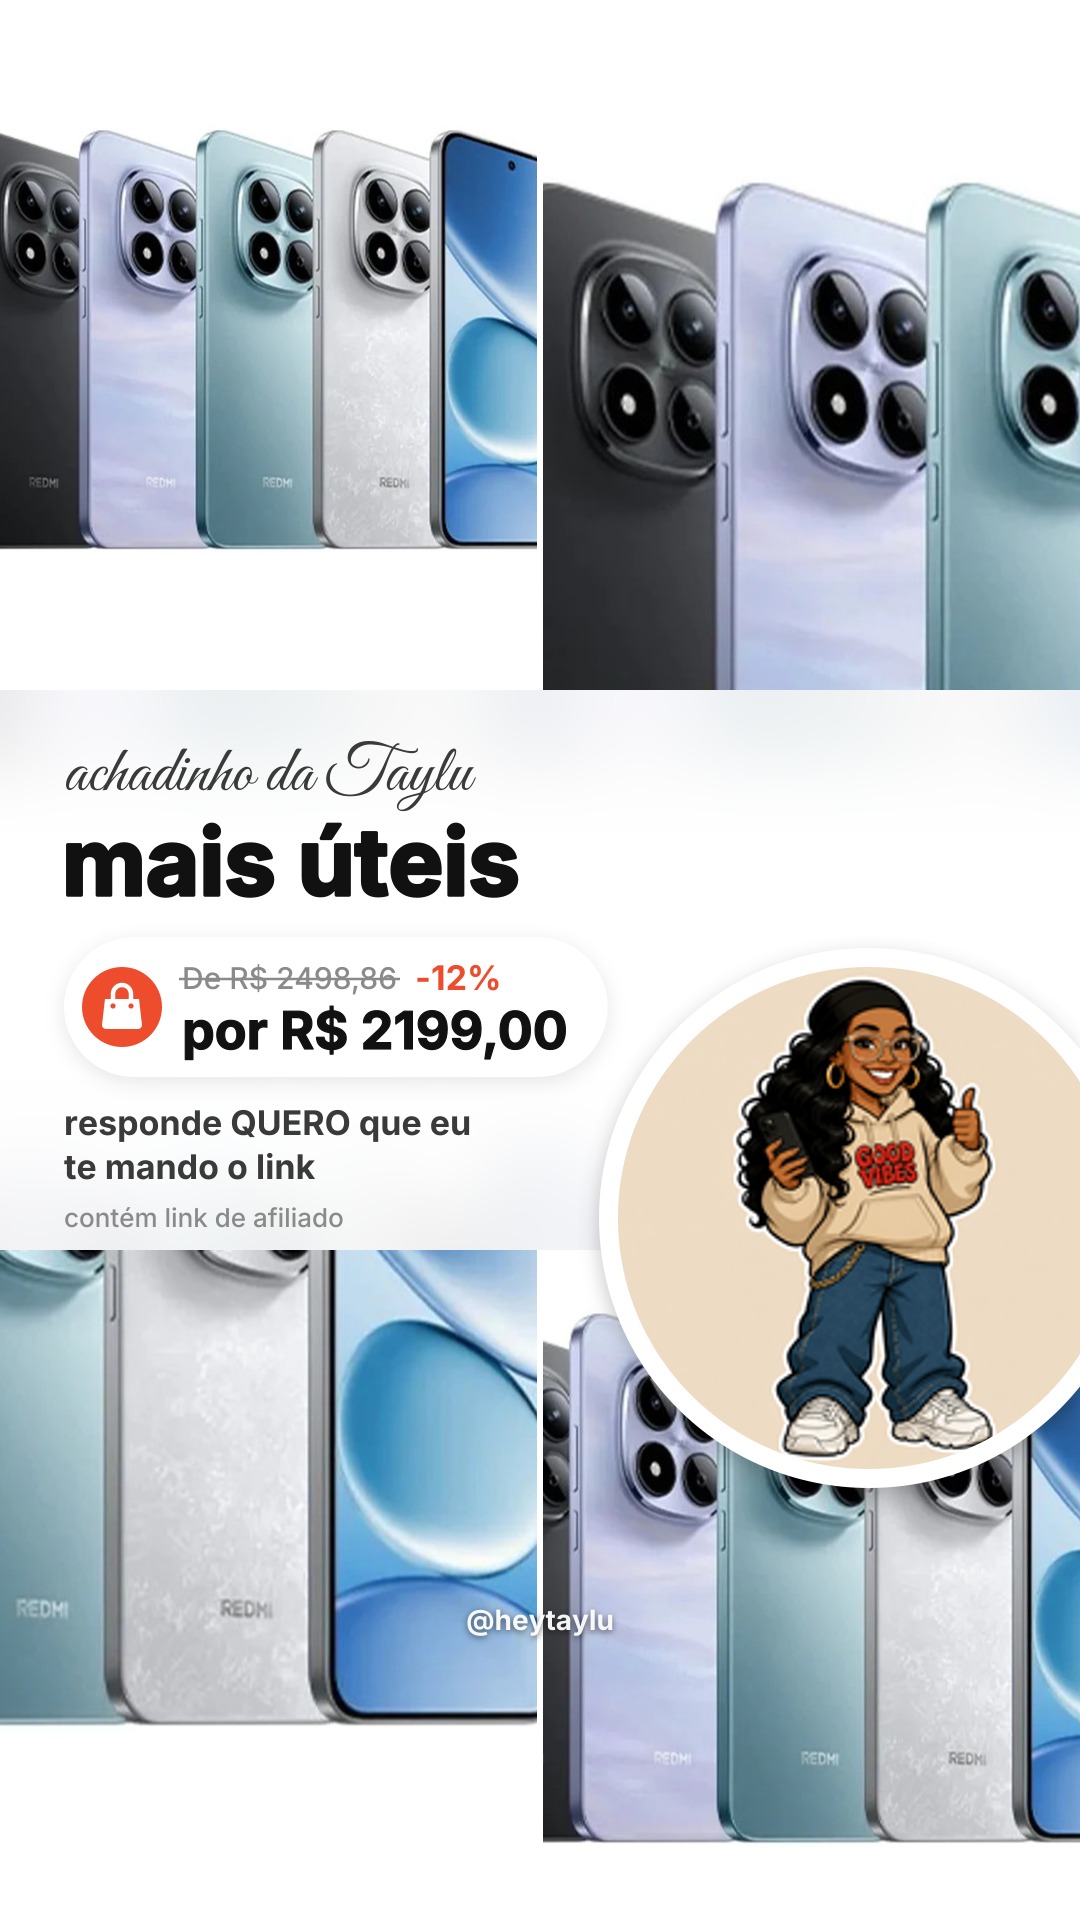 REDMI
REDMI
REDMI
REDMI
achadinho da Taylu
mais úteis
De R$ 2498,86 -12%
por R$ 2199,00
responde QUERO que eu
te mando o link
contém link de afiliado
GOOD
VIBES
REDMI
REDMI
@heytaylu
REDMI
REDMI
REDMI